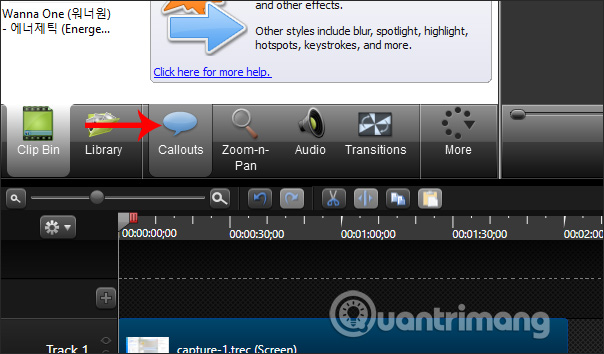 Wanna One (워너원)
- 에너제틱 (Energe...
and other effects.
Other styles include blur, spotlight, highlight,
hotspots, keystrokes, and more.
Click here for more help.
Clip Bin
Library
Callouts
Zoom-n-
Pan
Audio
Transitions
More
00:00:00;00
00:00:30;00
00:01:00;00
00:01:30;00
00:02:0
Quantrimang
Track 1
capture-1.trec (Screen)